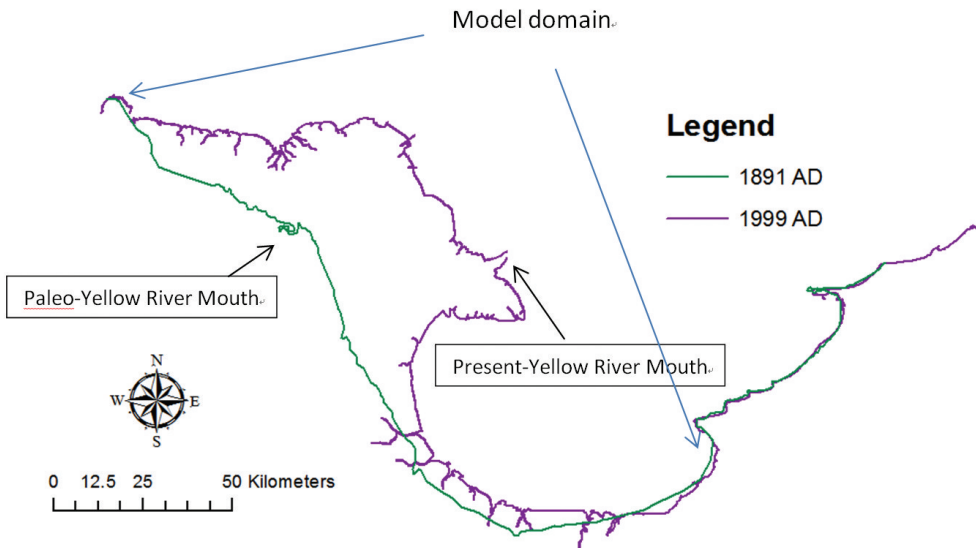 Model domain
Legend
1891 AD
1999 AD
Paleo-Yellow River Mouth
Present-Yellow River Mouth
N
W E
S
0 12.5 25 50 Kilometers